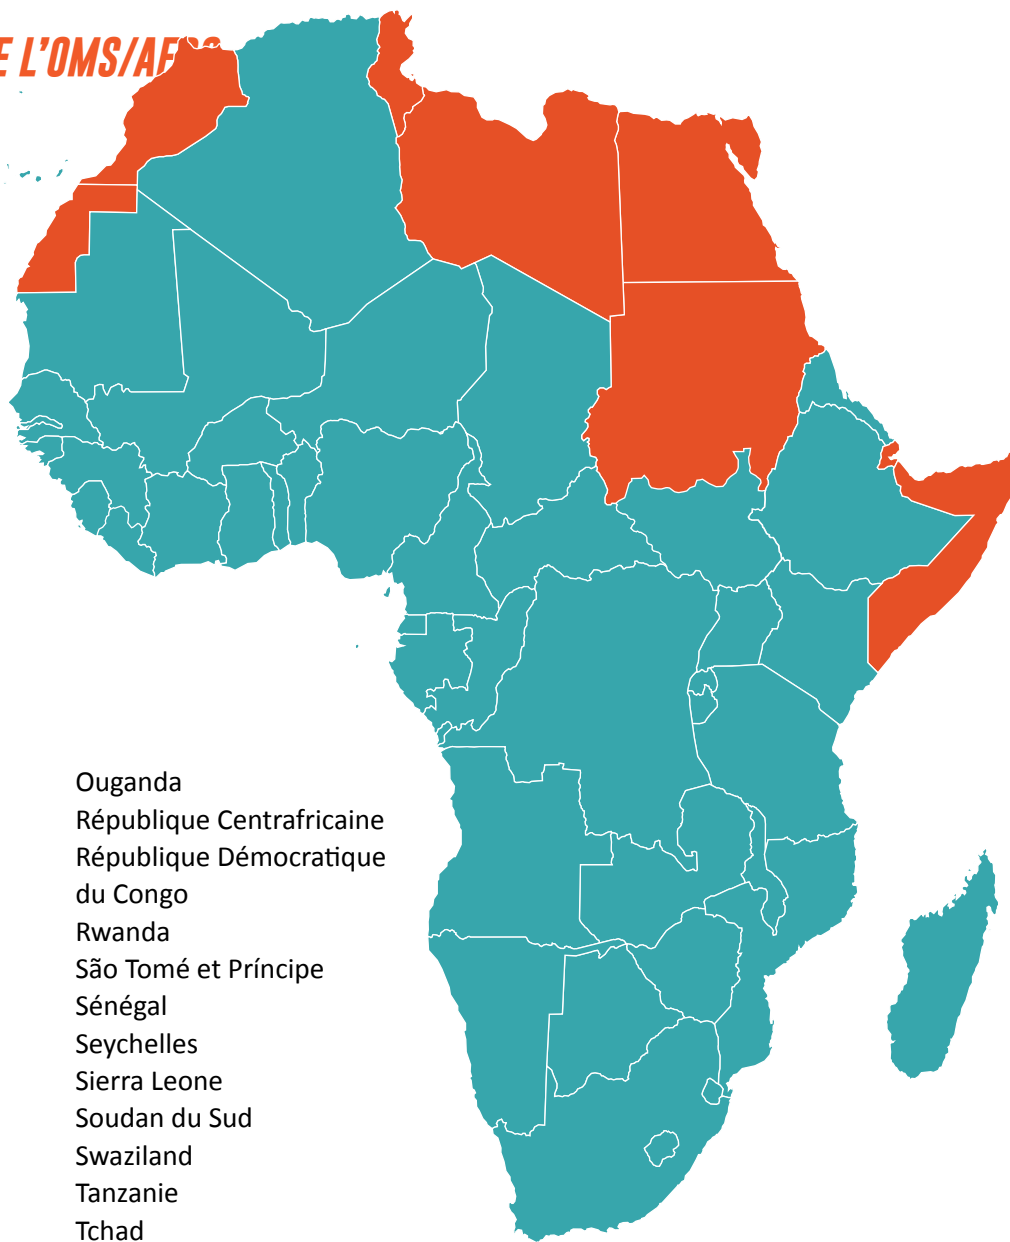 E L'OMS/AFRO
Ouganda
République Centrafricaine
République Démocratique
du Congo
Rwanda
São Tomé et Príncipe
Sénégal
Seychelles
Sierra Leone
Soudan du Sud
Swaziland
Tanzanie
Tchad